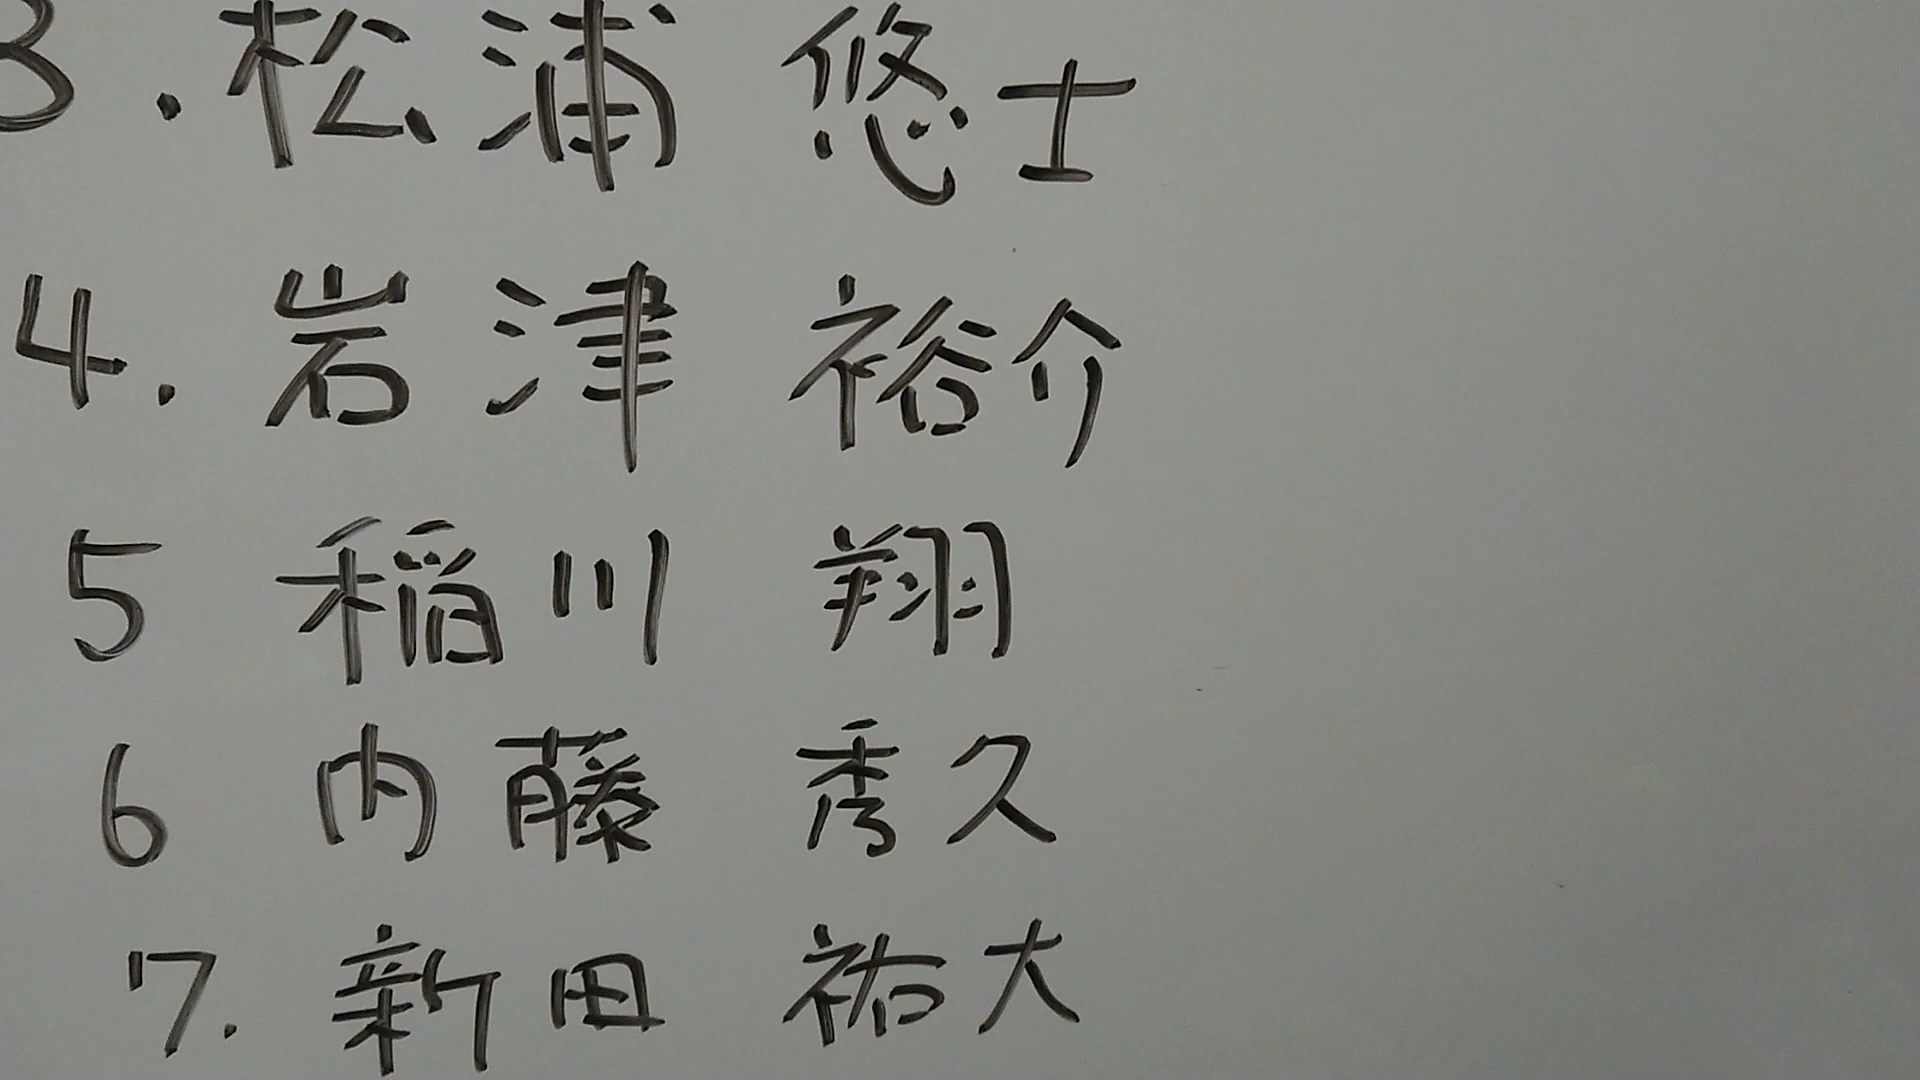 3.松浦 悠士
4.岩津 裕介
5 稲川 翔
6 内藤 秀久
7.新田 祐大